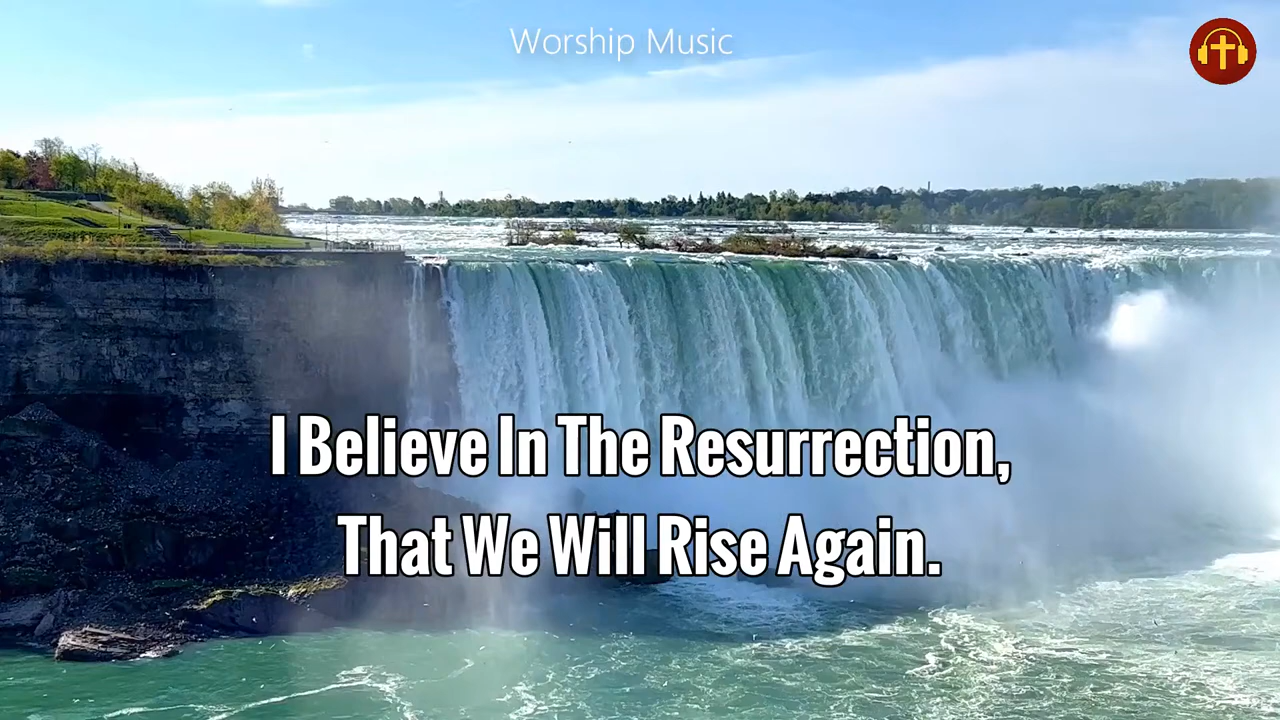 Worship Music
I Believe In The Resurrection,
That We Will Rise Again.